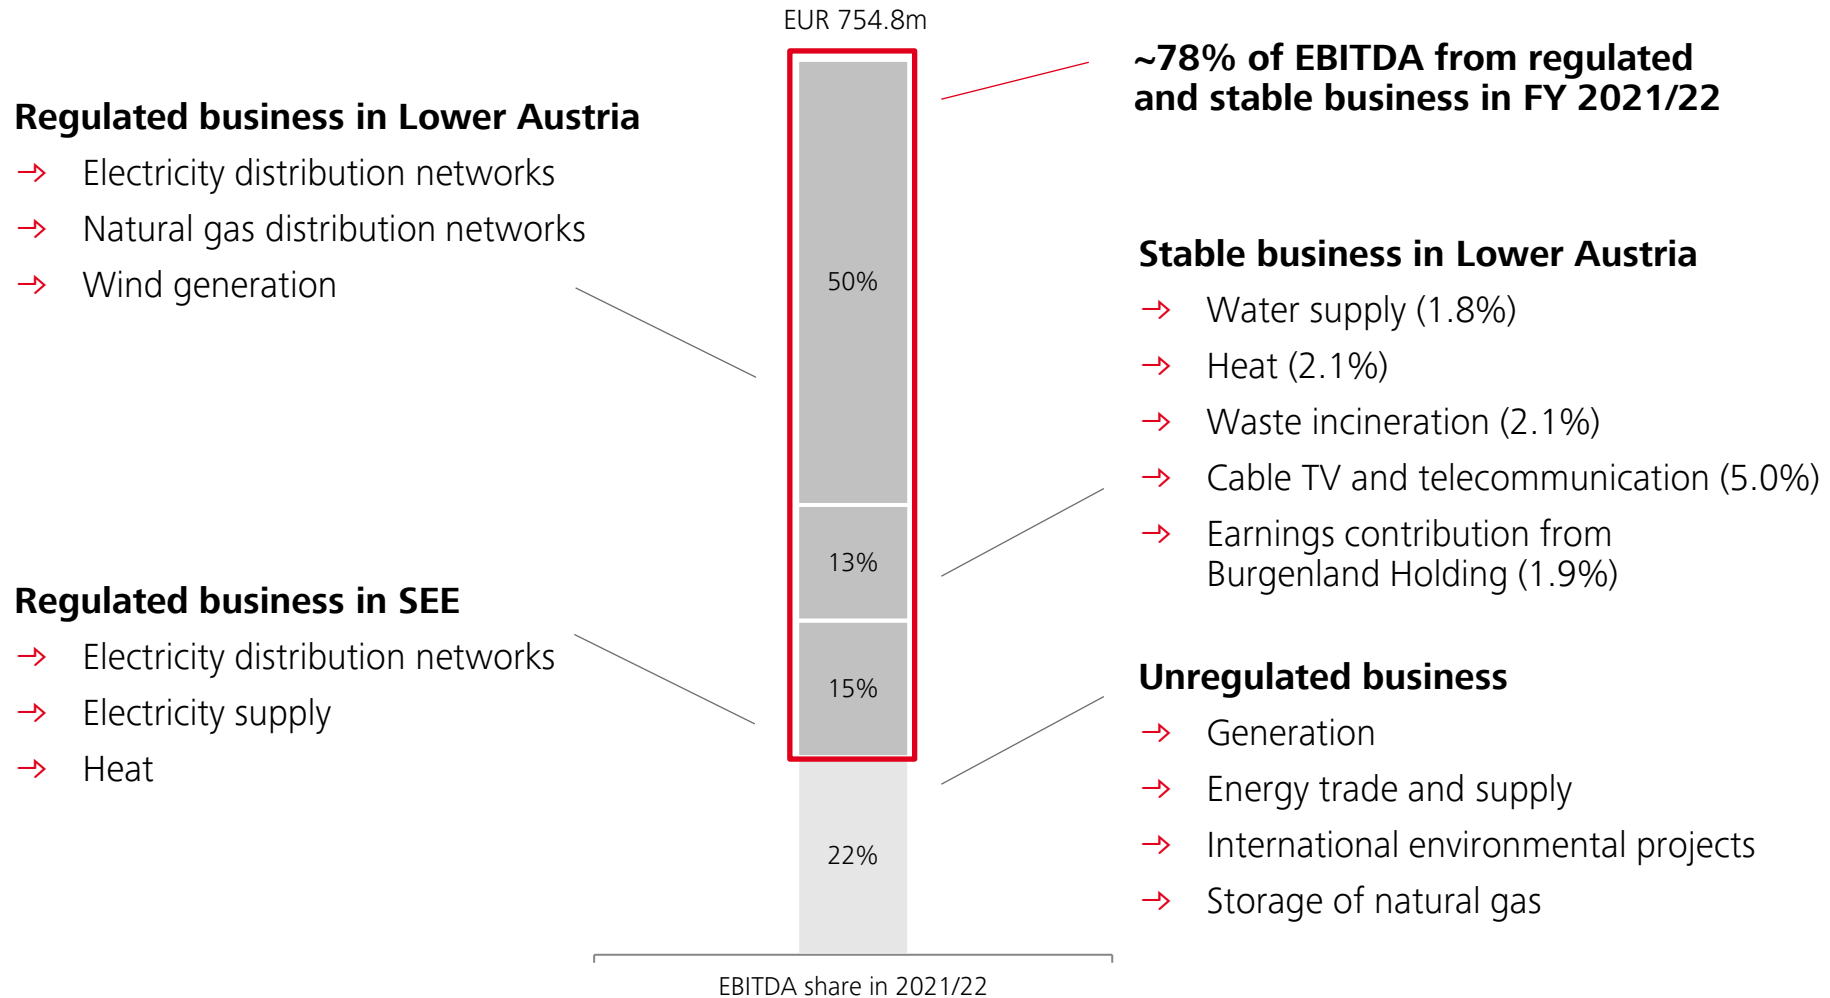 EUR 754.8m
~78% of EBITDA from regulated
and stable business in FY 2021/22
Regulated business in Lower Austria
→ Electricity distribution networks
→ Natural gas distribution networks
→ Wind generation
50%
Stable business in Lower Austria
→ Water supply (1.8%)
→ Heat (2.1%)
→ Waste incineration (2.1%)
→ Cable TV and telecommunication (5.0%)
→ Earnings contribution from
Burgenland Holding (1.9%)
13%
Regulated business in SEE
→ Electricity distribution networks
→ Electricity supply
→ Heat
15%
Unregulated business
→ Generation
→ Energy trade and supply
→ International environmental projects
→ Storage of natural gas
22%
EBITDA share in 2021/22